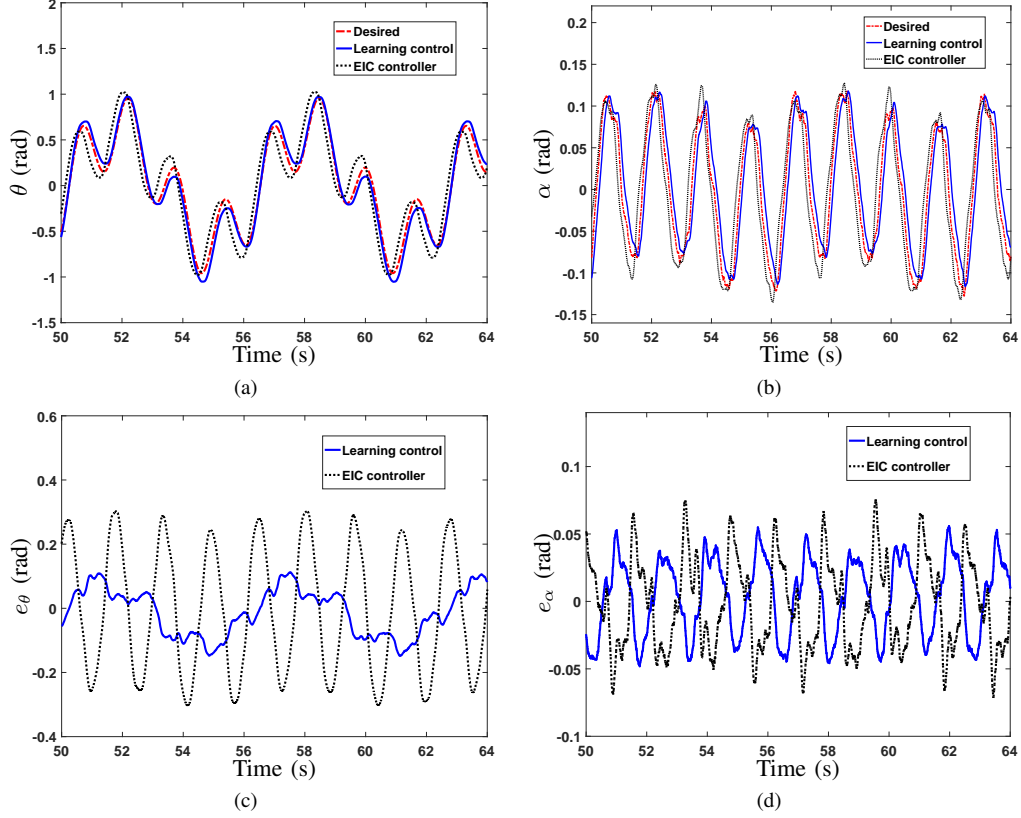 2
1.5
1
0.5
0
-0.5
-1
-1.5
θ (rad)
Desired
Learning control
EIC controller
50 52 54 56 58 60 62 64
Time (s)
(a)
0.2
0.15
0.1
0.05
0
-0.05
-0.1
-0.15
α (rad)
Desired
Learning control
EIC controller
50 52 54 56 58 60 62 64
Time (s)
(b)
0.6
0.4
0.2
0
-0.2
-0.4
eθ (rad)
Learning control
EIC controller
50 52 54 56 58 60 62 64
Time (s)
(c)
0.1
0.05
0
-0.05
-0.1
eα (rad)
Learning control
EIC controller
50 52 54 56 58 60 62 64
Time (s)
(d)